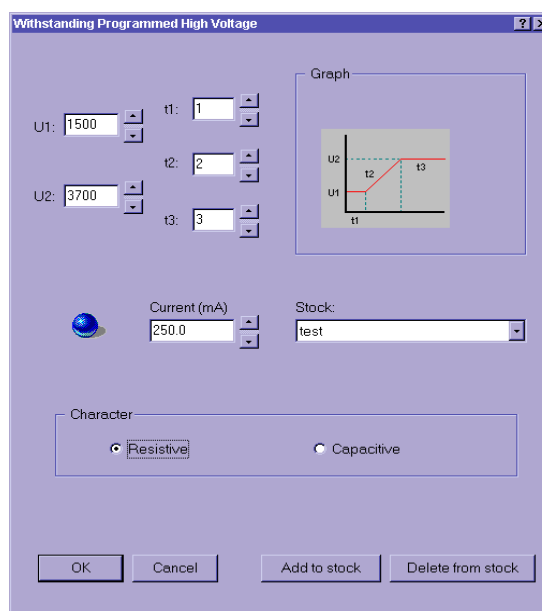 Withstanding Programmed High Voltage
Graph
U1: 1500
t1: 1
t2: 2
U2: 3700
t3: 3
U2
t2
t3
U1
t1
Current (mA)
250.0
Stock:
test
Character
Resistive
Capacitive
OK
Cancel
Add to stock
Delete from stock